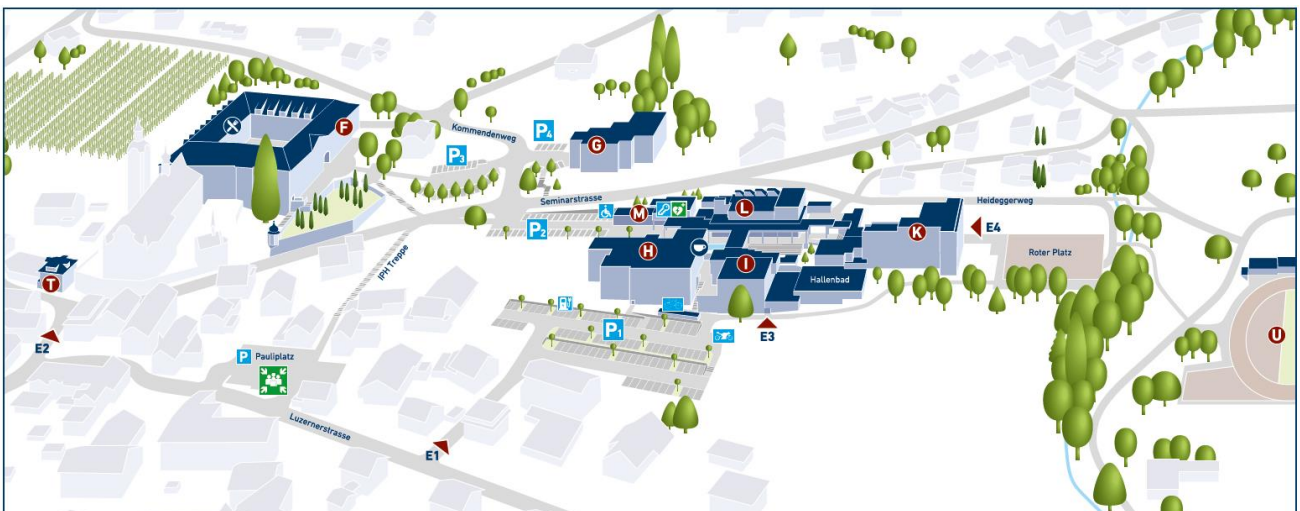 F
Kommendenweg
P4
G
P3
Seminarstrasse
M
L
Heideggerweg
P2
H
K
E4
IPH Treppe
I
Roter Platz
Hallenbad
T
P1
E3
U
E2
P Pauliplatz
Luzernerstrasse
E1